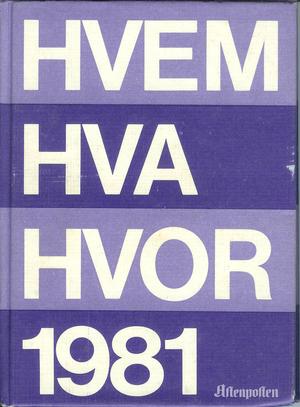 HVEM
HVA
HVOR
1981
Aftenposten